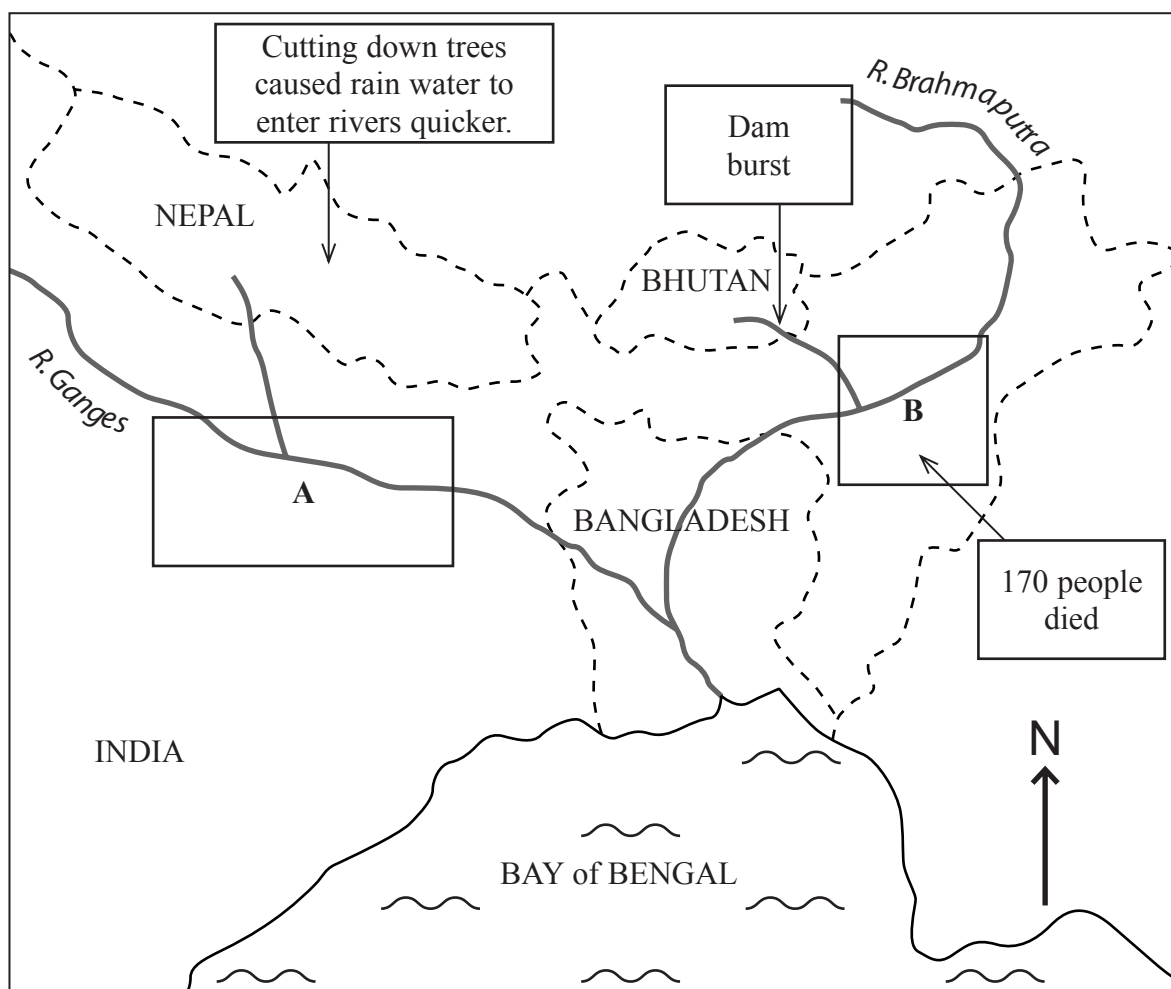 Cutting down trees
caused rain water to
enter rivers quicker.
R. Brahmaputra
Dam
burst
NEPAL
BHUTAN
R. Ganges
B
A
BANGLADESH
170 people
died
INDIA
N
BAY of BENGAL